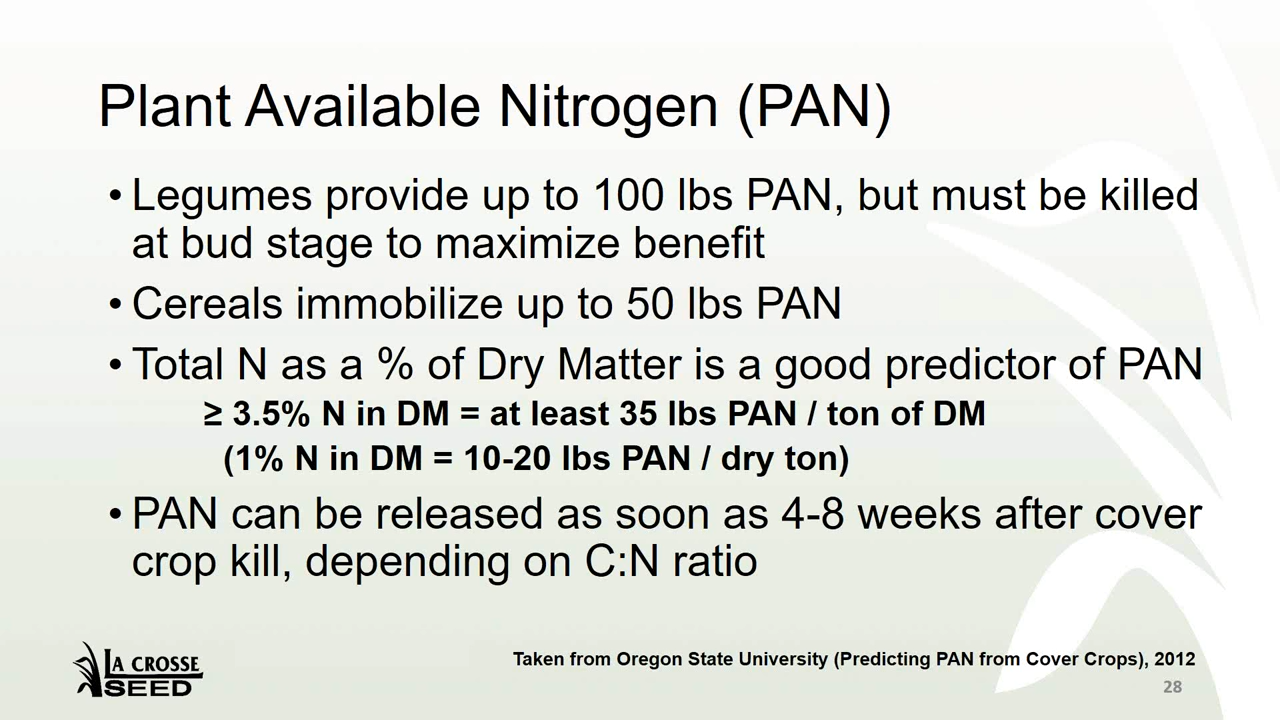 Plant Available Nitrogen (PAN)
• Legumes provide up to 100 lbs PAN, but must be killed
at bud stage to maximize benefit
• Cereals immobilize up to 50 lbs PAN
• Total N as a % of Dry Matter is a good predictor of PAN
≥ 3.5% N in DM = at least 35 lbs PAN / ton of DM
(1% N in DM = 10-20 lbs PAN / dry ton)
• PAN can be released as soon as 4-8 weeks after cover
crop kill, depending on C:N ratio
LA CROSSE
SEED
Taken from Oregon State University (Predicting PAN from Cover Crops), 2012
28